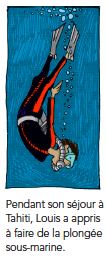 Pendant son séjour à
Tahiti, Louis a appris
à faire de la plongée
sous-marine.